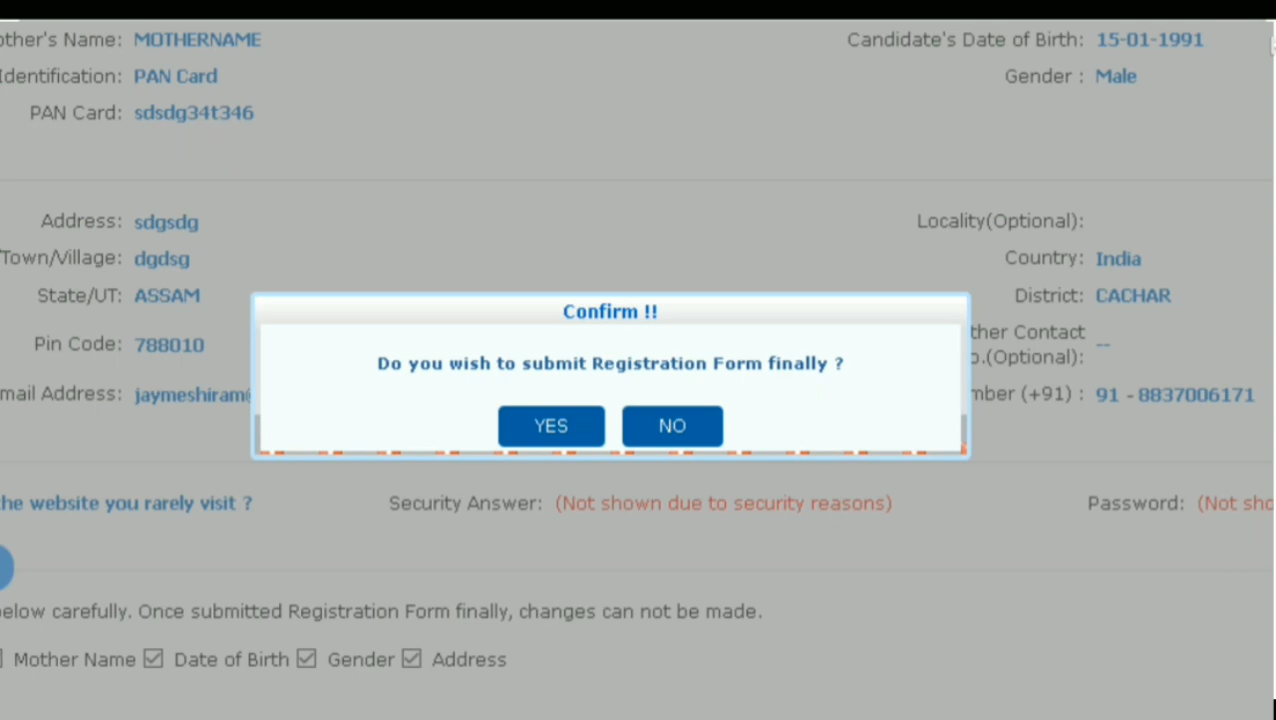 other's Name: MOTHERNAME Candidate's Date of Birth: 15-01-1991
Identification: PAN Card Gender : Male
PAN Card: sdsdg34t346
Address: sdgsdg Locality(Optional):
/Town/Village: dgdsg Country: India
State/UT: ASSAM District: CACHAR
Confirm !!
Pin Code: 788010 ther Contact
o.(Optional): --
Do you wish to submit Registration Form finally ?
mail Address: jaymeshiram@ mber (+91) : 91 - 8837006171
YES NO
the website you rarely visit ? Security Answer: (Not shown due to security reasons) Password: (Not sho
below carefully. Once submitted Registration Form finally, changes can not be made.
Mother Name Date of Birth Gender Address